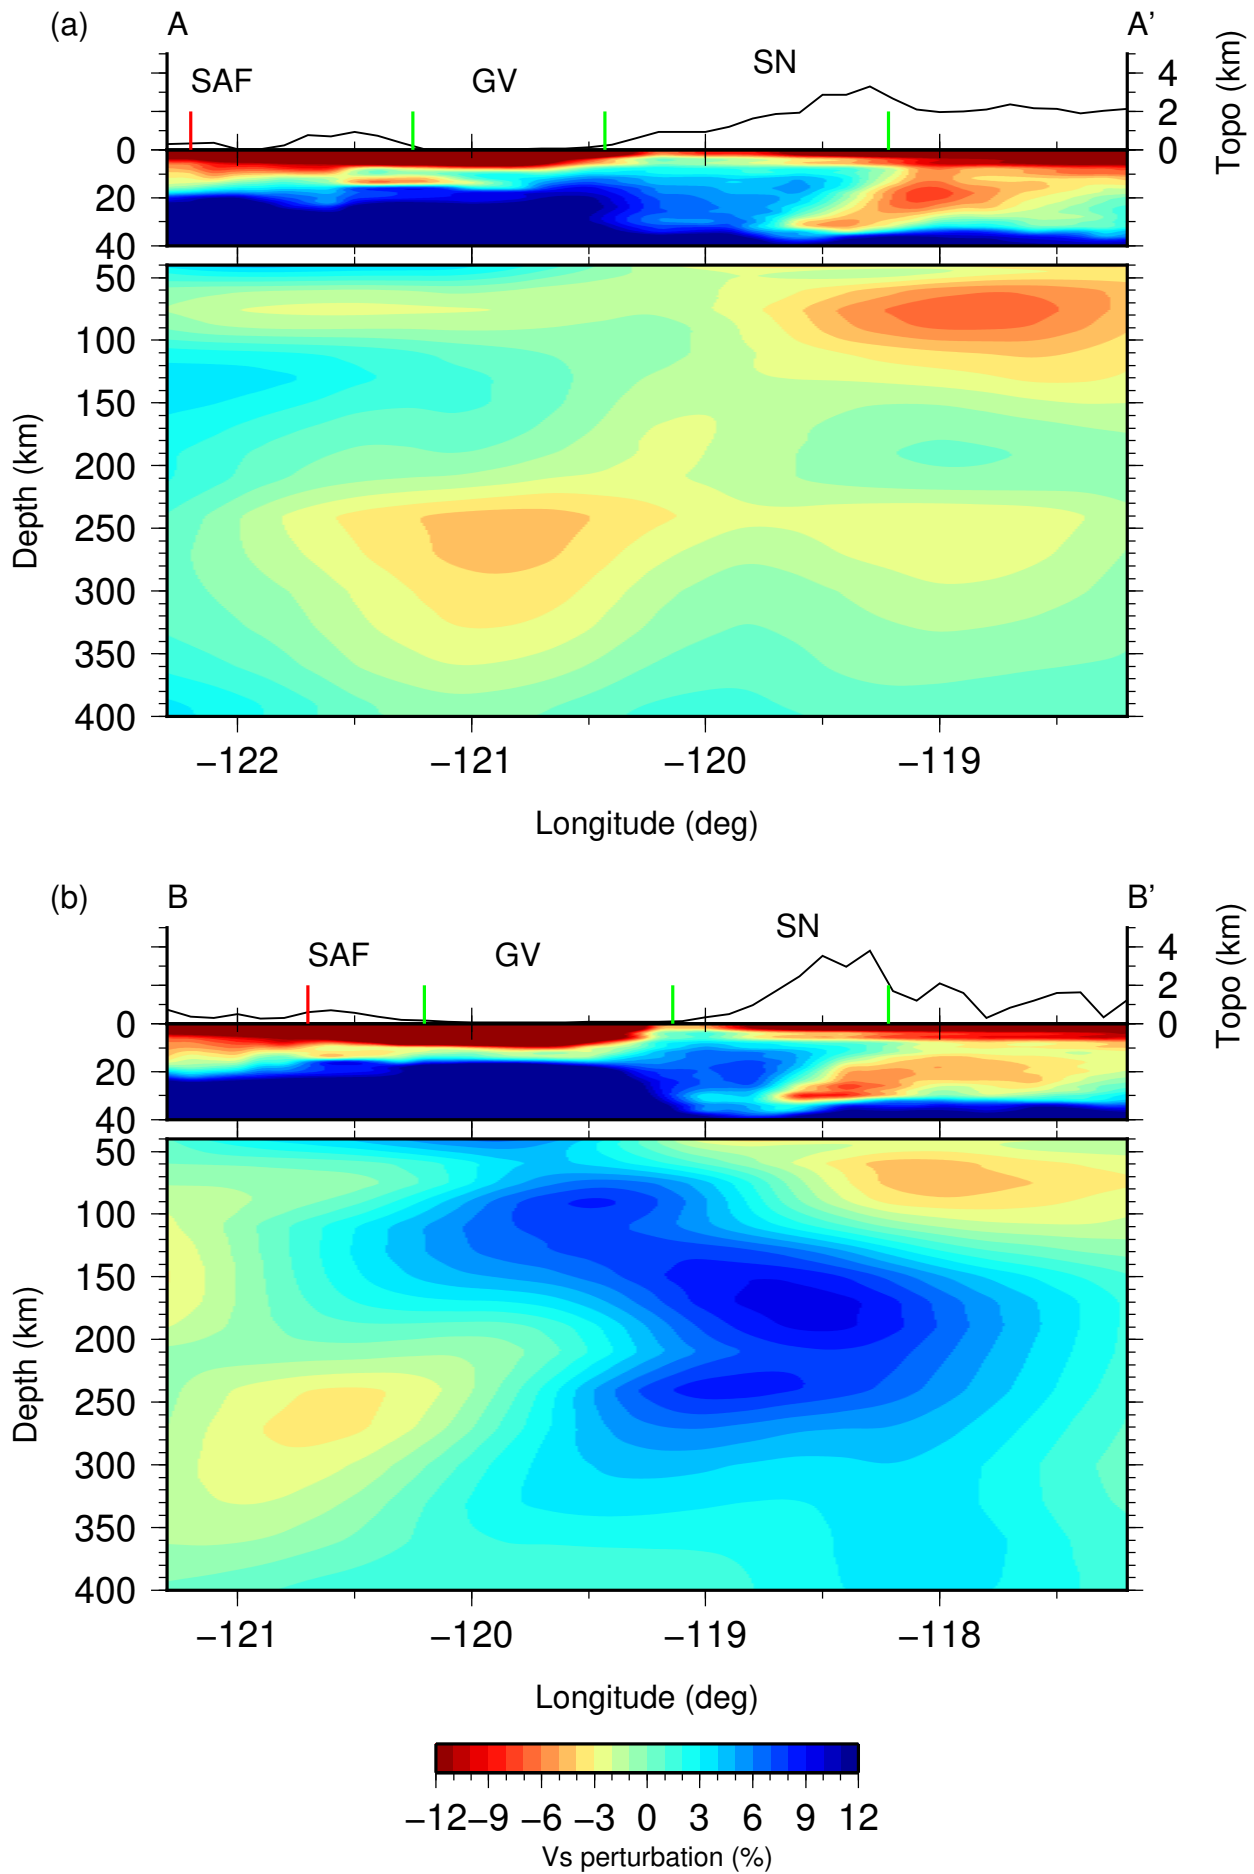 (a) A A'
SAF GV SN
4
2
0
Topo (km)
0
20
40
50
100
150
200
250
300
350
400
Depth (km)
−122 −121 −120 −119
Longitude (deg)
(b) B B'
SAF GV SN
4
2
0
Topo (km)
0
20
40
50
100
150
200
250
300
350
400
Depth (km)
−121 −120 −119 −118
Longitude (deg)
−12 −9 −6 −3 0 3 6 9 12
Vs perturbation (%)